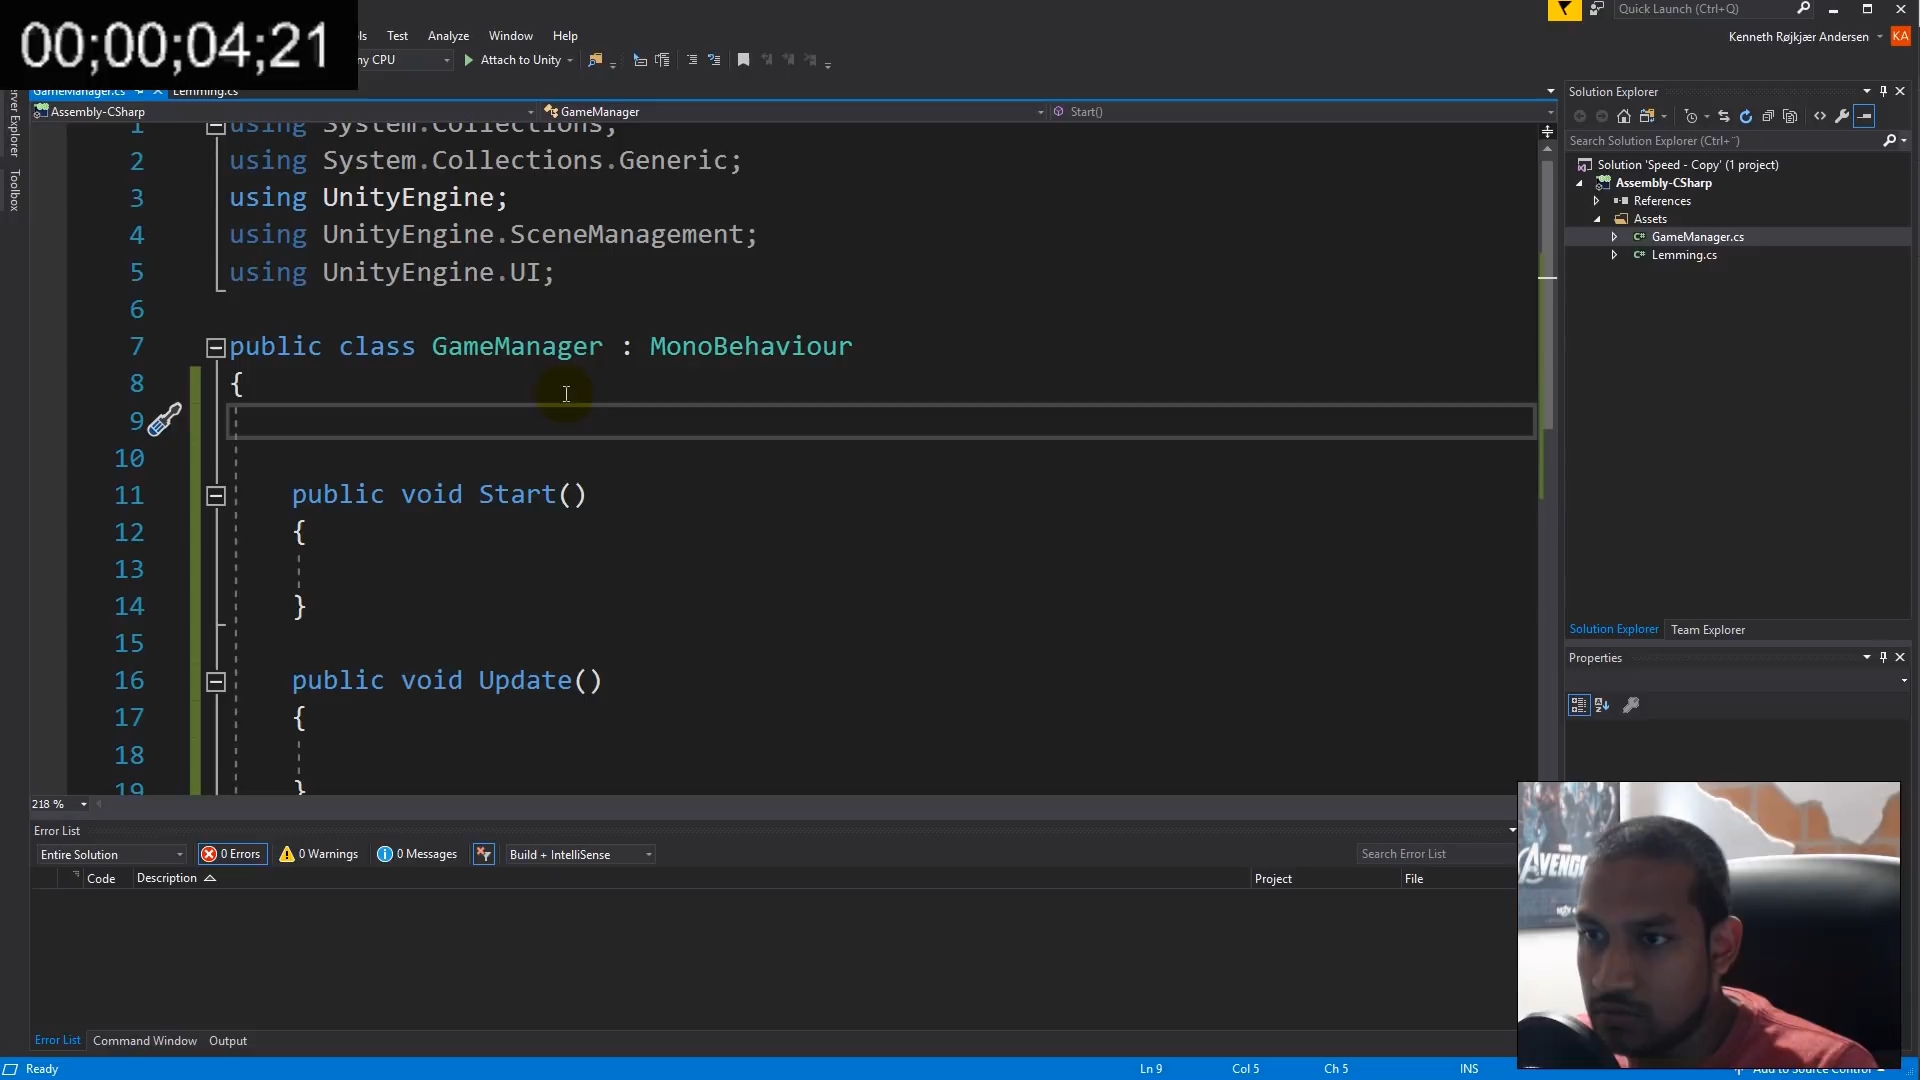 00;00;04;21
Test Analyze Window Help
Quick Launch (Ctrl+Q)
Kenneth Røjkjær Andersen KA
CPU Attach to Unity
GameManager.cs Lemming.cs
Assembly-CSharp GameManager Start()
Server Explorer
Toolbox
1 using System.Collections;
2 using System.Collections.Generic;
3 using UnityEngine;
4 using UnityEngine.SceneManagement;
5 using UnityEngine.UI;
6
7 public class GameManager : MonoBehaviour
8 {
9
10
11 public void Start()
12 {
13
14 }
15
16 public void Update()
17 {
18
19 }
218 %
Solution Explorer
Search Solution Explorer (Ctrl+¨)
Solution 'Speed - Copy' (1 project)
Assembly-CSharp
References
Assets
C# GameManager.cs
C# Lemming.cs
Solution Explorer Team Explorer
Properties
Error List
Entire Solution 0 Errors 0 Warnings 0 Messages Build + IntelliSense Search Error List
Code Description Project File
Error List Command Window Output
AVENGE
Ready Ln 9 Col 5 Ch 5 INS Add to Source Control